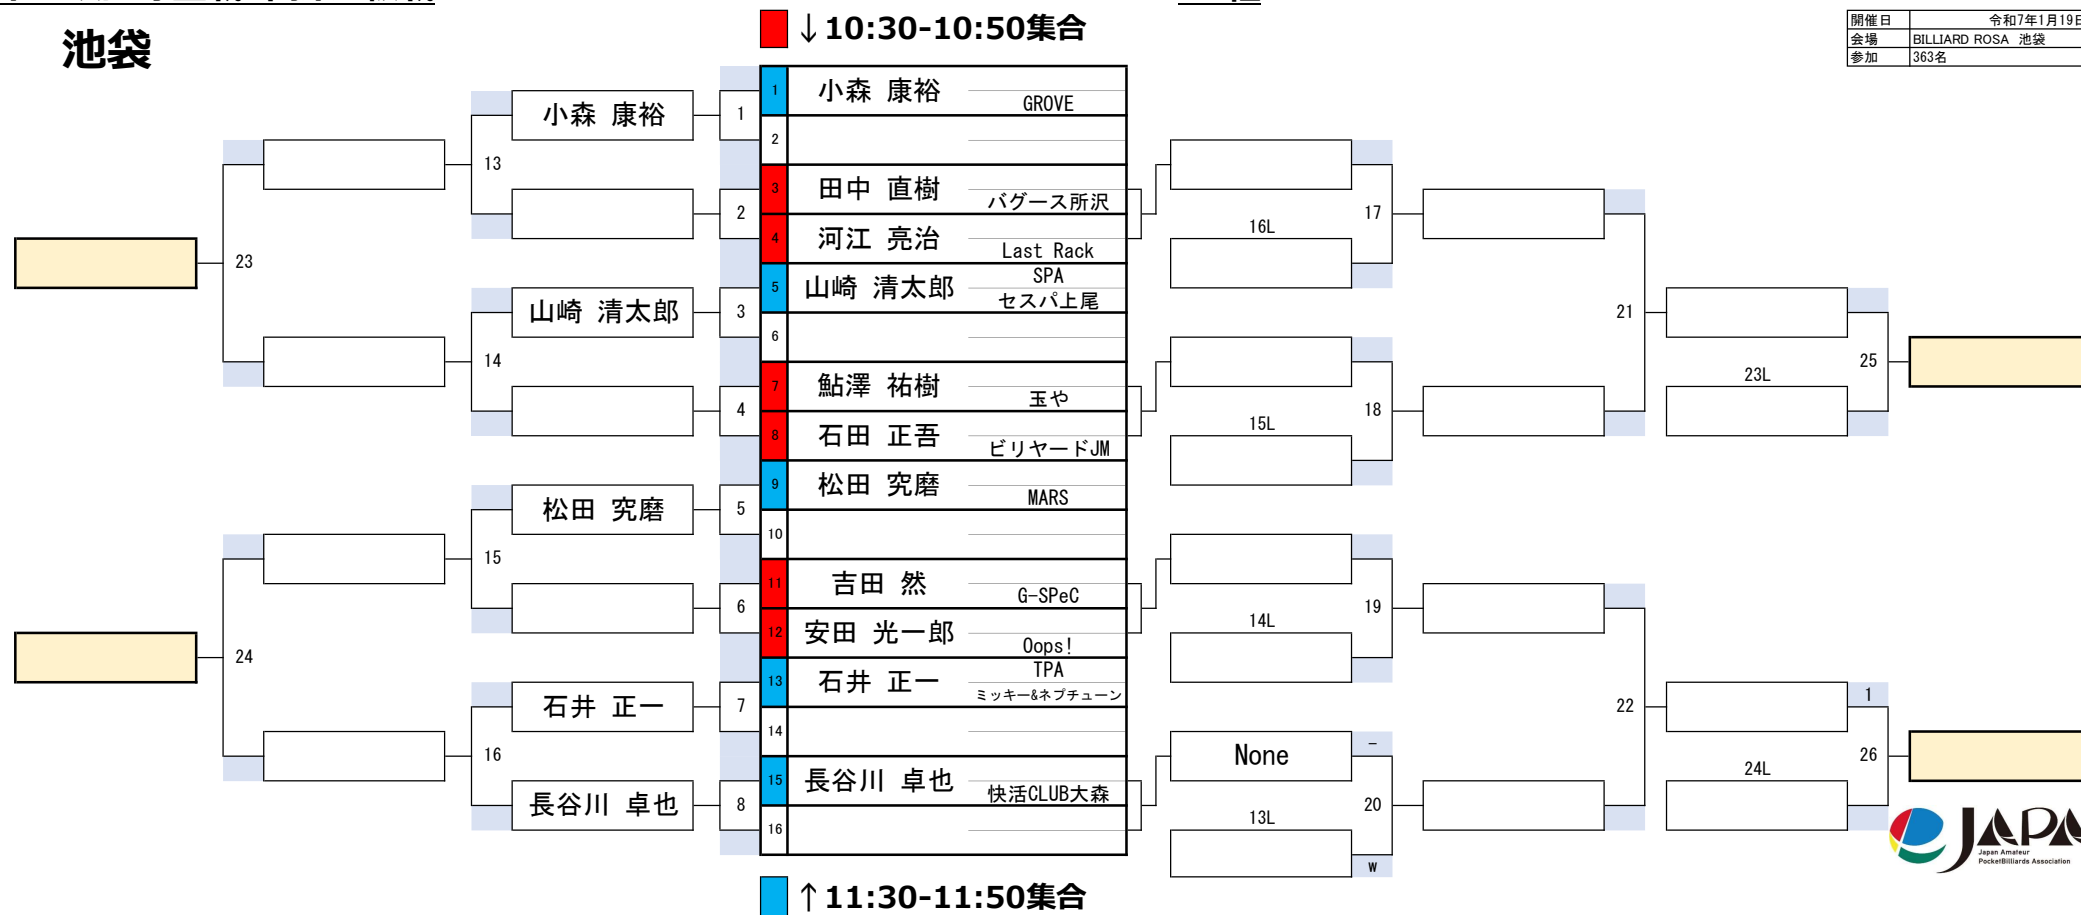 池袋
↓10:30-10:50集合
開催日 令和7年1月19日
会場 BILLIARD ROSA 池袋
参加 363名
1 小森 康裕 GROVE
2
3 田中 直樹 バグース所沢
4 河江 亮治 Last Rack
5 山崎 清太郎 SPA
セスパ上尾
6
7 鮎澤 祐樹 玉や
8 石田 正吾 ビリヤードJM
9 松田 究磨 MARS
10
11 吉田 然 G-SPeC
12 安田 光一郎 Oops!
13 石井 正一 TPA
ミッキー&ネプチューン
14
15 長谷川 卓也 快活CLUB大森
16
小森 康裕 1
13
2
23
山崎 清太郎 3
14
4
松田 究磨 5
15
6
24
石井 正一 7
16
長谷川 卓也 8
17
16L
21
18
15L
25
23L
19
14L
22
None -
20
13L
W
1
26
24L
JAPA
Japan Amateur
PocketBilliards Association
↑11:30-11:50集合